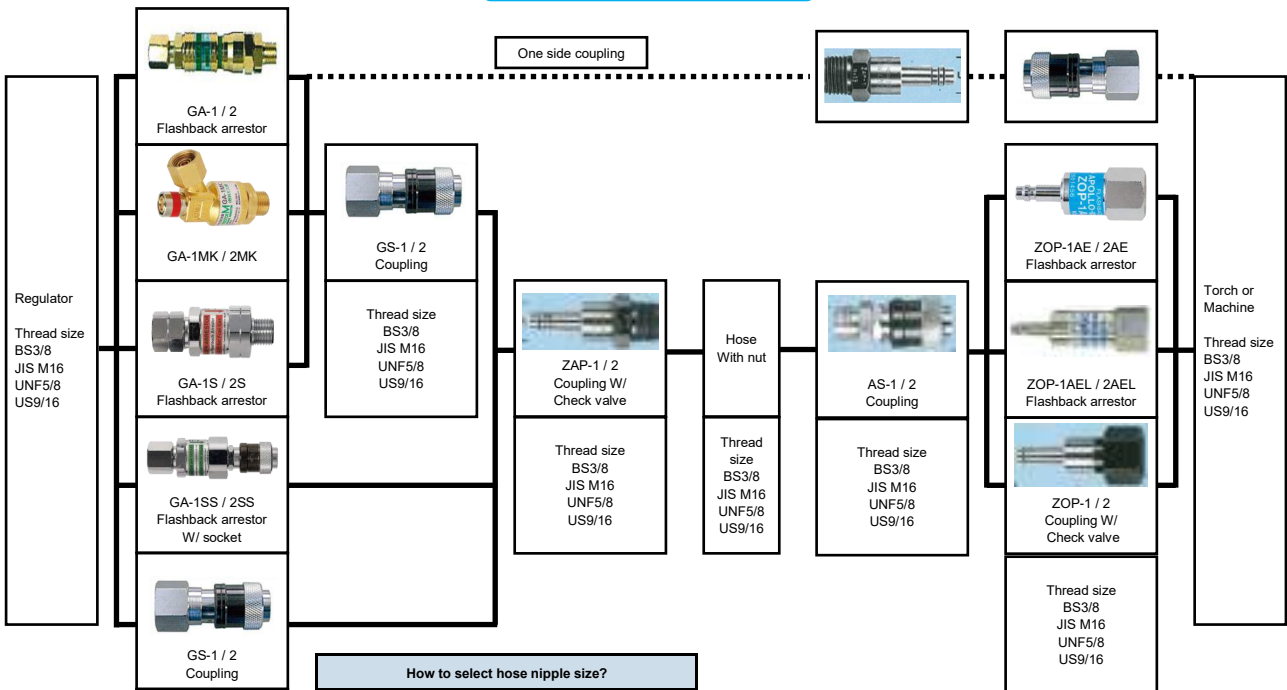 One side coupling
Regulator
Thread size
BS3/8
JIS M16
UNF5/8
US9/16
GA-1 / 2
Flashback arrestor
GA-1MK / 2MK
GA-1S / 2S
Flashback arrestor
GA-1SS / 2SS
Flashback arrestor
W/ socket
GS-1 / 2
Coupling
GS-1 / 2
Coupling
Thread size
BS3/8
JIS M16
UNF5/8
US9/16
ZAP-1 / 2
Coupling W/
Check valve
Thread size
BS3/8
JIS M16
UNF5/8
US9/16
Hose
With nut
Thread
size
BS3/8
JIS M16
UNF5/8
US9/16
AS-1 / 2
Coupling
Thread size
BS3/8
JIS M16
UNF5/8
US9/16
ZOP-1AE / 2AE
Flashback arrestor
ZOP-1AEL / 2AEL
Flashback arrestor
ZOP-1 / 2
Coupling W/
Check valve
Thread size
BS3/8
JIS M16
UNF5/8
US9/16
Torch or
Machine
Thread size
BS3/8
JIS M16
UNF5/8
US9/16
How to select hose nipple size?